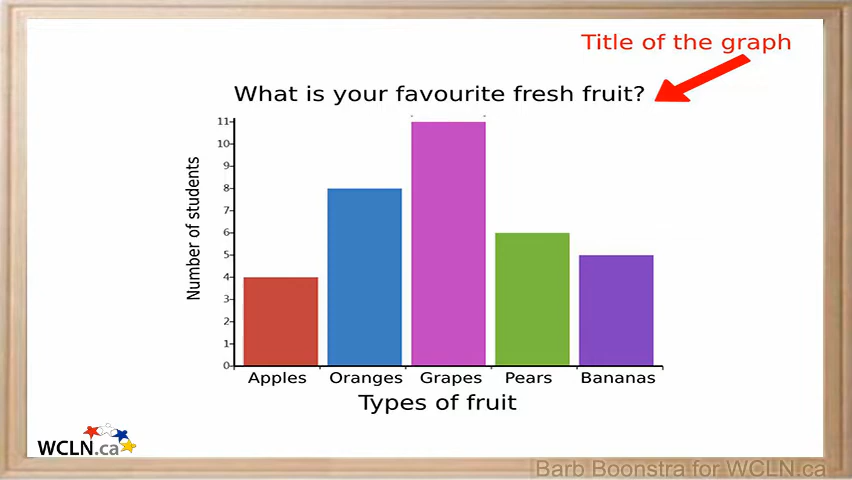 Title of the graph
What is your favourite fresh fruit?
11
10
9
8
7
6
5
4
3
2
1
0
Number of students
Apples Oranges Grapes Pears Bananas
Types of fruit
WCLN.ca
Barb Boonstra for WCLN.ca